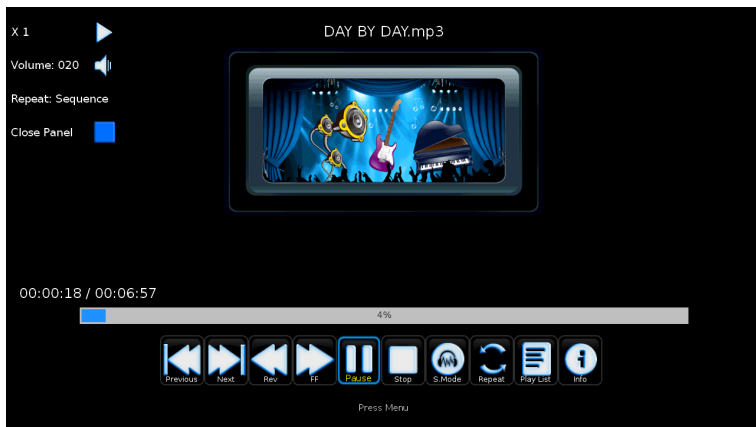 DAY BY DAY.mp3
X 1
Volume: 020
Repeat: Sequence
Close Panel
00:00:18 / 00:06:57
4%
Previous Next Rev FF Pause Stop S.Mode Repeat Play List Info
Press Menu